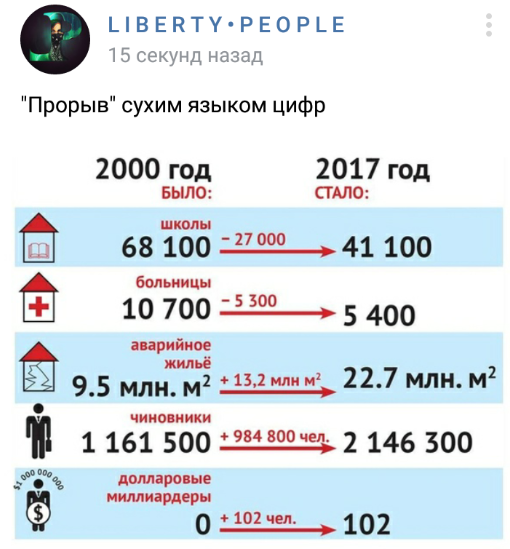 LIBERTY•PEOPLE
15 секунд назад
"Прорыв" сухим языком цифр
2000 год 2017 год
БЫЛО: СТАЛО:
школы
68 100 – 27 000 41 100
больницы
10 700 – 5 300 5 400
аварийное
жильё
9.5 млн. м² + 13,2 млн м² 22.7 млн. м²
чиновники
1 161 500 + 984 800 чел. 2 146 300
$1 000 000 000
долларовые
миллиардеры
$
0 + 102 чел. 102